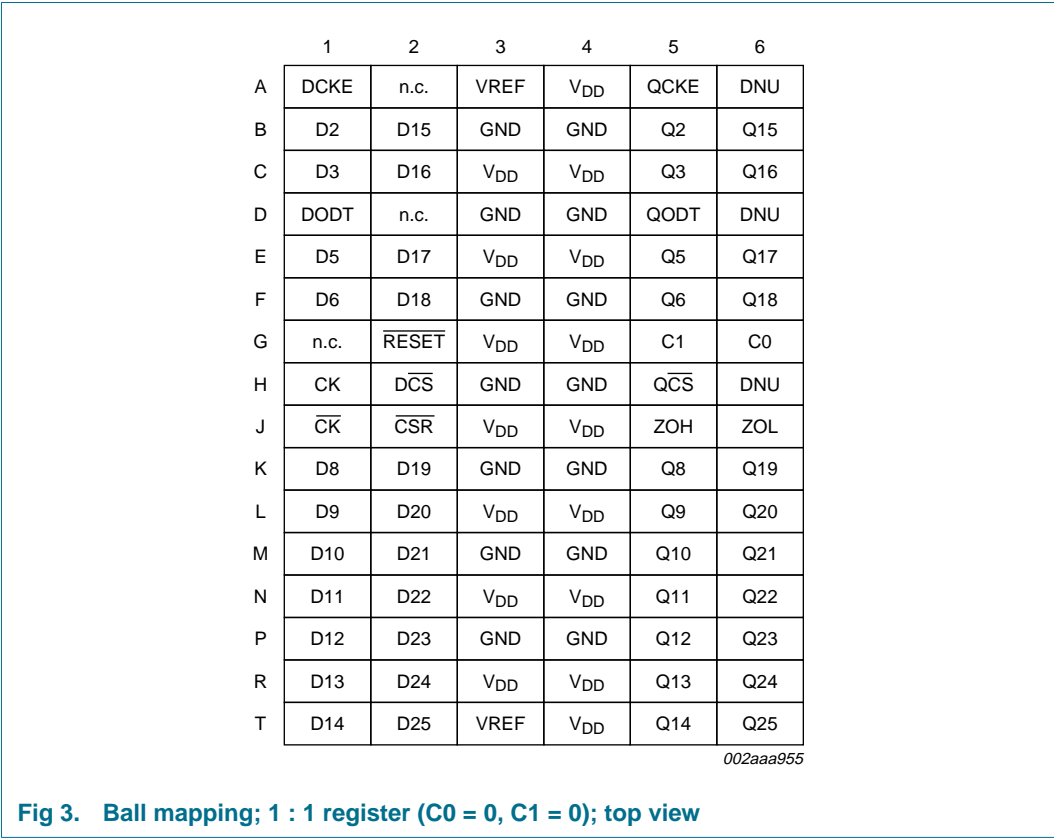 1 2 3 4 5 6
A DCKE n.c. VREF VDD QCKE DNU
B D2 D15 GND GND Q2 Q15
C D3 D16 VDD VDD Q3 Q16
D DODT n.c. GND GND QODT DNU
E D5 D17 VDD VDD Q5 Q17
F D6 D18 GND GND Q6 Q18
G n.c. RESET VDD VDD C1 C0
H CK DCS GND GND QCS DNU
J CK CSR VDD VDD ZOH ZOL
K D8 D19 GND GND Q8 Q19
L D9 D20 VDD VDD Q9 Q20
M D10 D21 GND GND Q10 Q21
N D11 D22 VDD VDD Q11 Q22
P D12 D23 GND GND Q12 Q23
R D13 D24 VDD VDD Q13 Q24
T D14 D25 VREF VDD Q14 Q25
002aaa955
Fig 3. Ball mapping; 1 : 1 register (C0 = 0, C1 = 0); top view